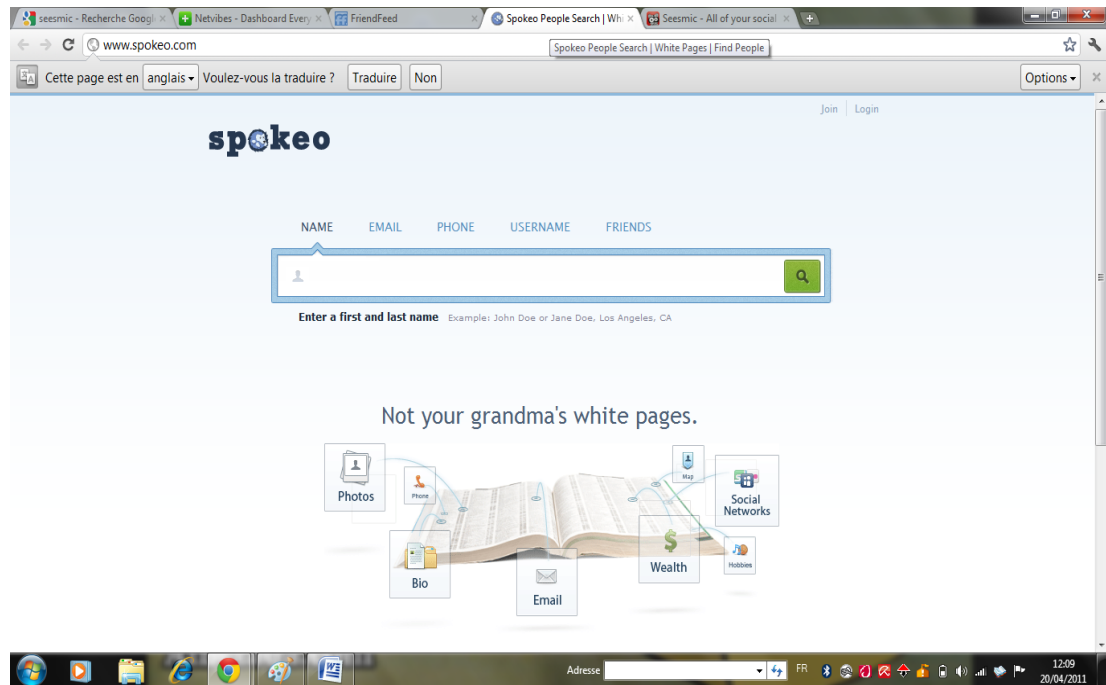 seesmic - Recherche Googl
Netvibes - Dashboard Every
FriendFeed
Spokeo People Search | Whi
Seesmic - All of your social
www.spokeo.com
Spokeo People Search | White Pages | Find People
Cette page est en anglais Voulez-vous la traduire ? Traduire Non Options
Join Login
spokeo
NAME EMAIL PHONE USERNAME FRIENDS
Enter a first and last name Example: John Doe or Jane Doe, Los Angeles, CA
Not your grandma's white pages.
Photos
Phone
Map
Social
Networks
Bio
Email
Wealth
Hobbies
Adresse FR 12:09
20/04/2011